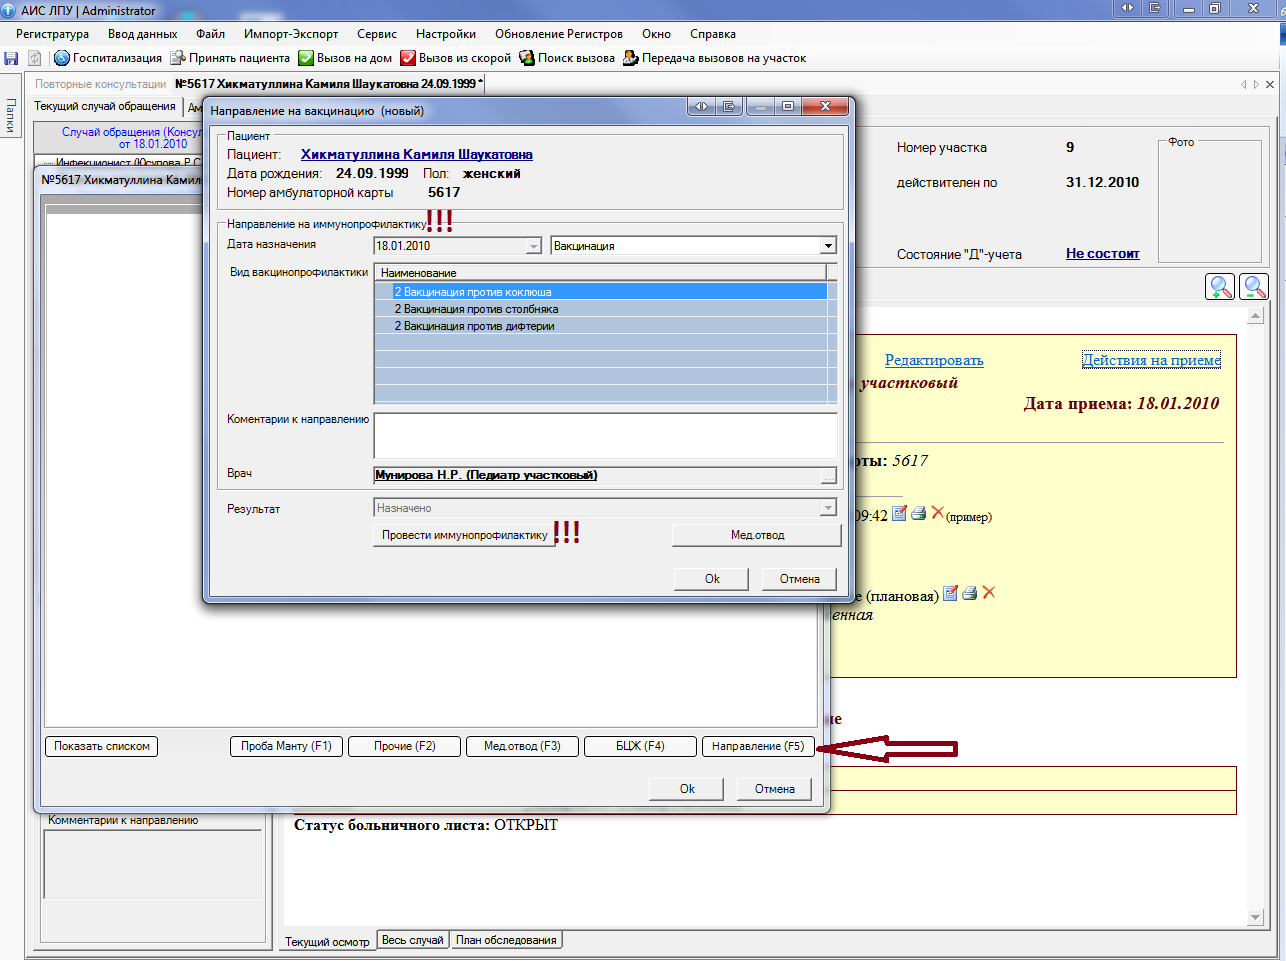 АИС ЛПУ | Administrator
Регистратура Ввод данных Файл Импорт-Экспорт Сервис Настройки Обновление Регистров Окно Справка
Госпитализация Принять пациента Вызов на дом Вызов из скорой Поиск вызова Передача вызовов на участок
Папки
Повторные консультации №5617 Хикматуллина Камиля Шаукатовна 24.09.1999 *
Текущий случай обращения
Случай обращения (Консул
от 18.01.2010
Инфекционист (Юсупова Р.С
№5617 Хикматуллина Камил
Направление на вакцинацию (новый)
Пациент
Пациент: Хикматуллина Камиля Шаукатовна
Дата рождения: 24.09.1999 Пол: женский
Номер амбулаторной карты 5617
Направление на иммунопрофилактику !!!
Дата назначения 18.01.2010 Вакцинация
Вид вакцинопрофилактики Наименование
2 Вакцинация против коклюша
2 Вакцинация против столбняка
2 Вакцинация против дифтерии
Коментарии к направлению
Врач Мунирова Н.Р. (Педиатр участковый) ...
Результат Назначено
Провести иммунопрофилактику !!! Мед.отвод
Ok Отмена
Номер участка 9
действителен по 31.12.2010
Состояние "Д"-учета Не состоит
Фото
Редактировать Действия на приеме
участковый
Дата приема: 18.01.2010
рты: 5617
09:42 (пример)
е (плановая)
енная
ие
Показать списком Проба Манту (F1) Прочие (F2) Мед.отвод (F3) БЦЖ (F4) Направление (F5)
Ok Отмена
Комментарии к направлению
Статус больничного листа: ОТКРЫТ
Текущий осмотр Весь случай План обследования